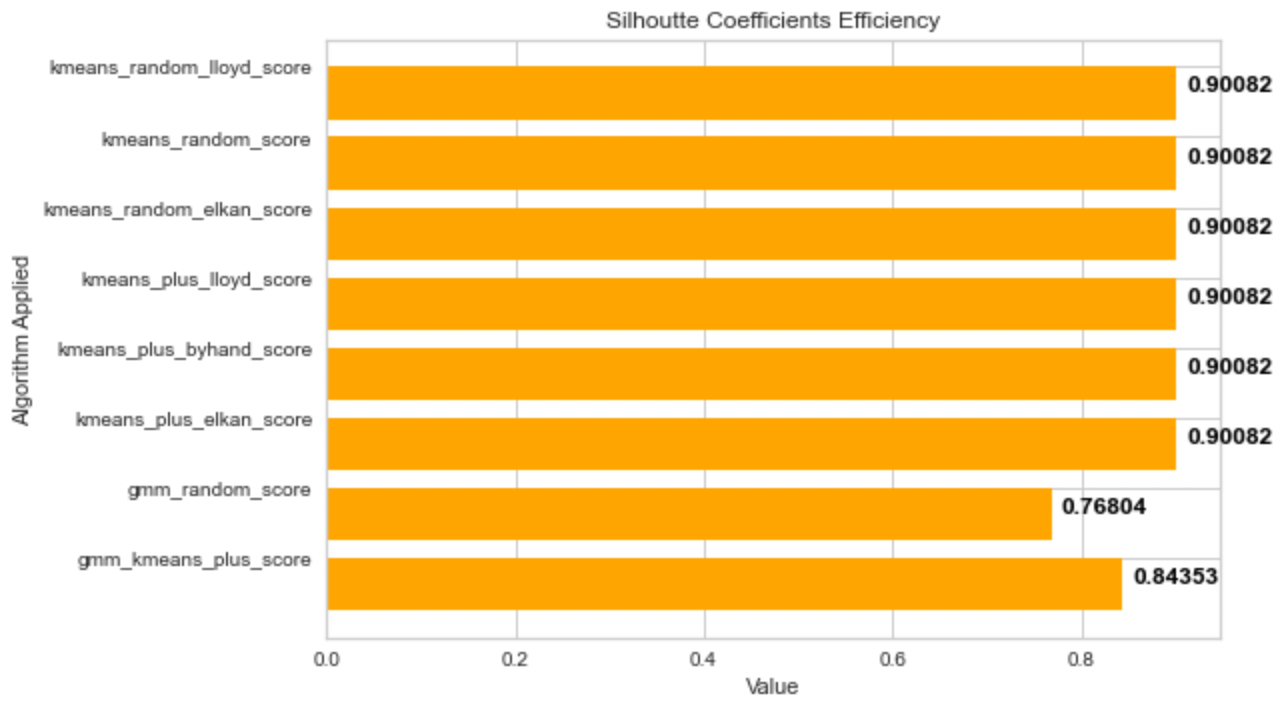 Silhoutte Coefficients Efficiency
kmeans_random_lloyd_score
0.90082
kmeans_random_score
0.90082
kmeans_random_elkan_score
0.90082
kmeans_plus_lloyd_score
0.90082
kmeans_plus_byhand_score
0.90082
kmeans_plus_elkan_score
0.90082
gmm_random_score
0.76804
gmm_kmeans_plus_score
0.84353
Algorithm Applied
0.0 0.2 0.4 0.6 0.8
Value